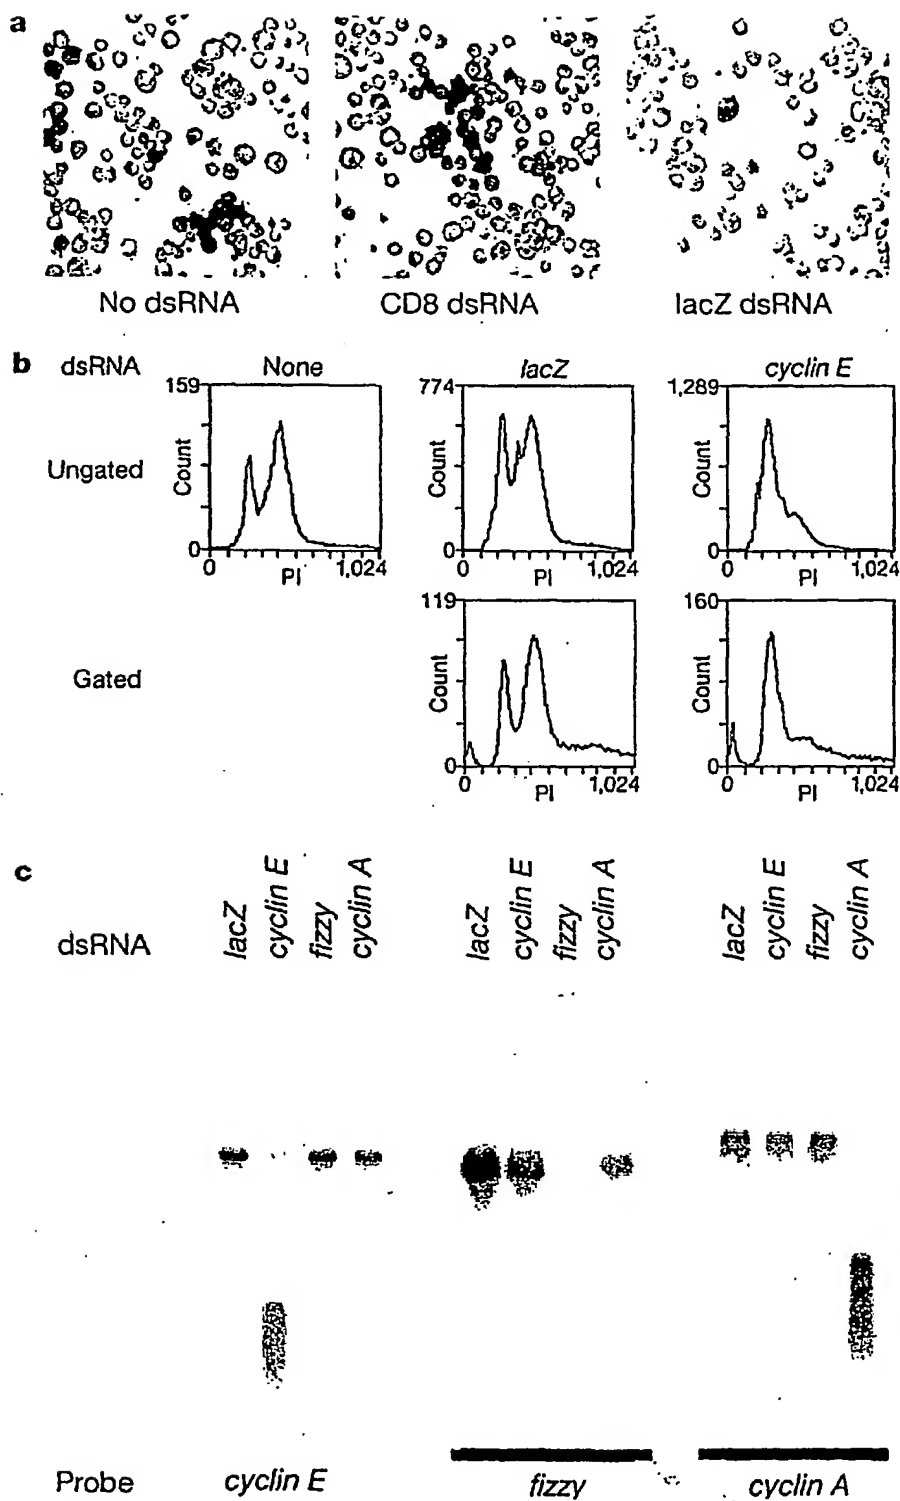 a
No dsRNA CD8 dsRNA lacZ dsRNA
b dsRNA None lacZ cyclin E
159 774 1,289
Ungated Count Count Count
0 0 0
0 PI 1,024 0 PI 1,024 0 PI 1,024
119 160
Gated Count Count
0 0
0 PI 1,024 0 PI 1,024
c
dsRNA lacZ cyclin E fizzy cyclin A lacZ cyclin E fizzy cyclin A lacZ cyclin E fizzy cyclin A
Probe cyclin E fizzy cyclin A